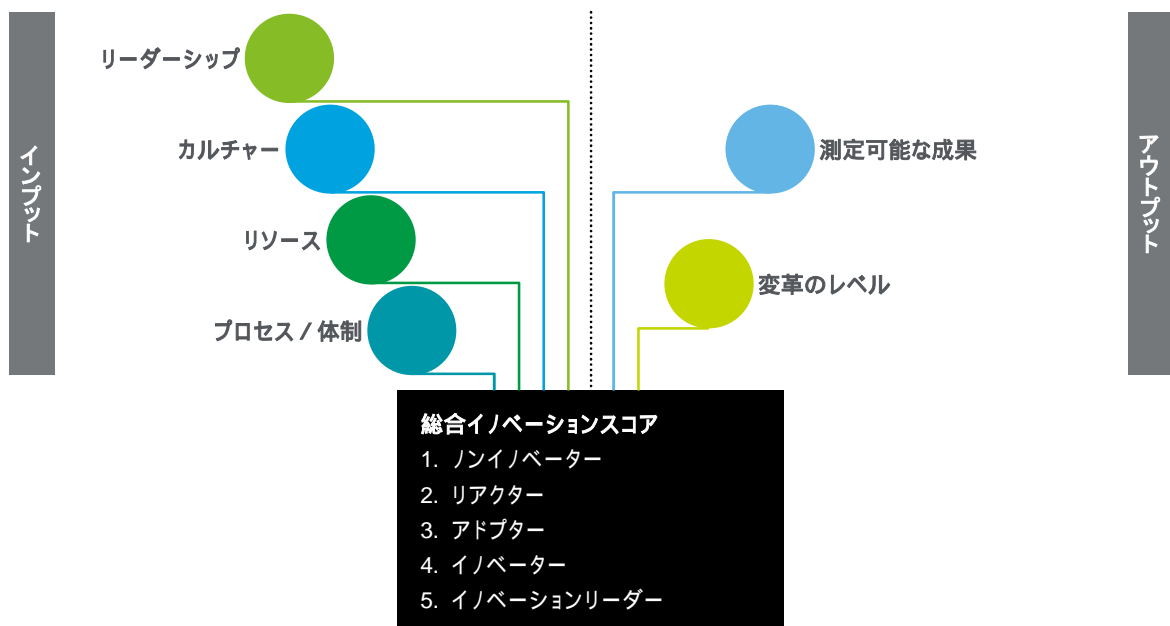 インプット
リーダーシップ
カルチャー
リソース
プロセス / 体制
アウトプット
測定可能な成果
変革のレベル
総合イノベーションスコア
1. ノンイノベーター
2. リアクター
3. アドプター
4. イノベーター
5. イノベーションリーダー